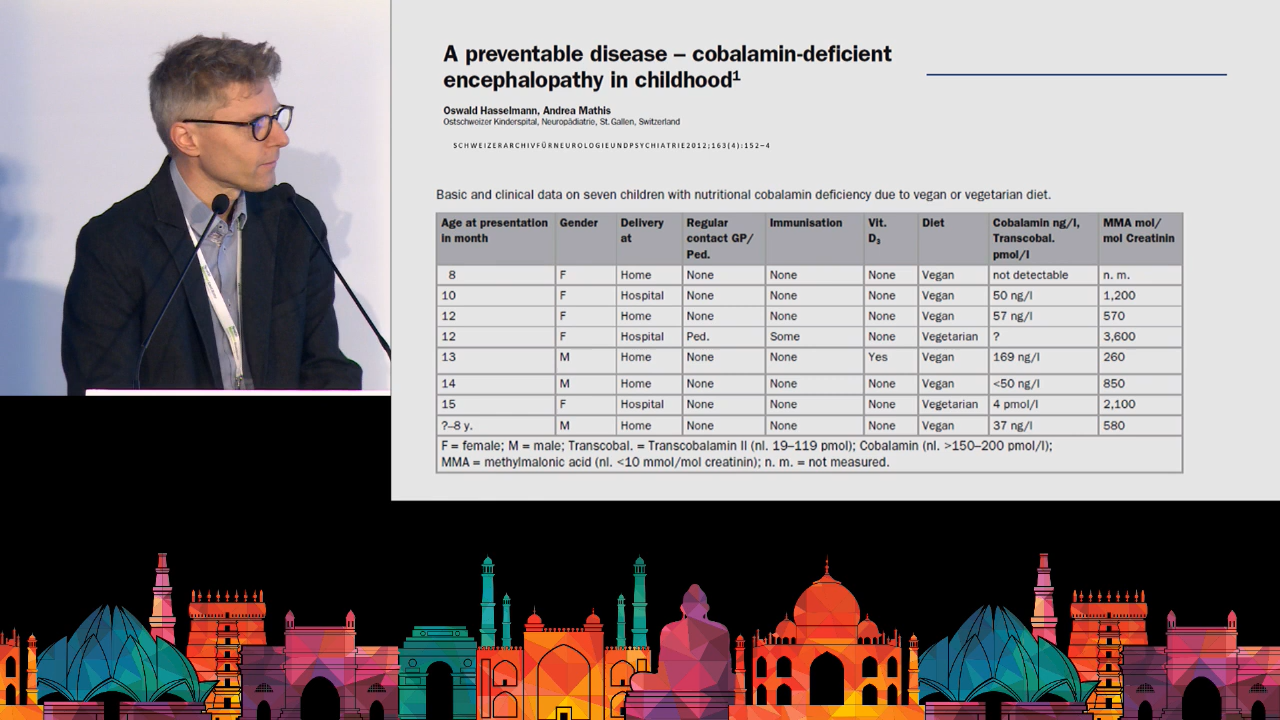 A preventable disease – cobalamin-deficient
encephalopathy in childhood¹
Oswald Hasselmann, Andrea Mathis
Ostschweizer Kinderspital, Neuropädiatrie, St. Gallen, Switzerland
SCHWEIZERARCHIVFÜRNEUROLOGIEUNDPSYCHIATRIE2012;163(4):152–4
Basic and clinical data on seven children with nutritional cobalamin deficiency due to vegan or vegetarian diet.
Age at presentation in month Gender Delivery at Regular contact GP/ Ped. Immunisation Vit. D₃ Diet Cobalamin ng/l, Transcobal. pmol/l MMA mol/ mol Creatinin
8 F Home None None None Vegan not detectable n. m.
10 F Hospital None None None Vegan 50 ng/l 1,200
12 F Home None None None Vegan 57 ng/l 570
12 F Hospital Ped. Some None Vegetarian ? 3,600
13 M Home None None Yes Vegan 169 ng/l 260
14 M Home None None None Vegan <50 ng/l 850
15 F Hospital None None None Vegetarian 4 pmol/l 2,100
?–8 y. M Home None None None Vegan 37 ng/l 580
F = female; M = male; Transcobal. = Transcobalamin II (nl. 19–119 pmol); Cobalamin (nl. >150–200 pmol/l);
MMA = methylmalonic acid (nl. <10 mmol/mol creatinin); n. m. = not measured.